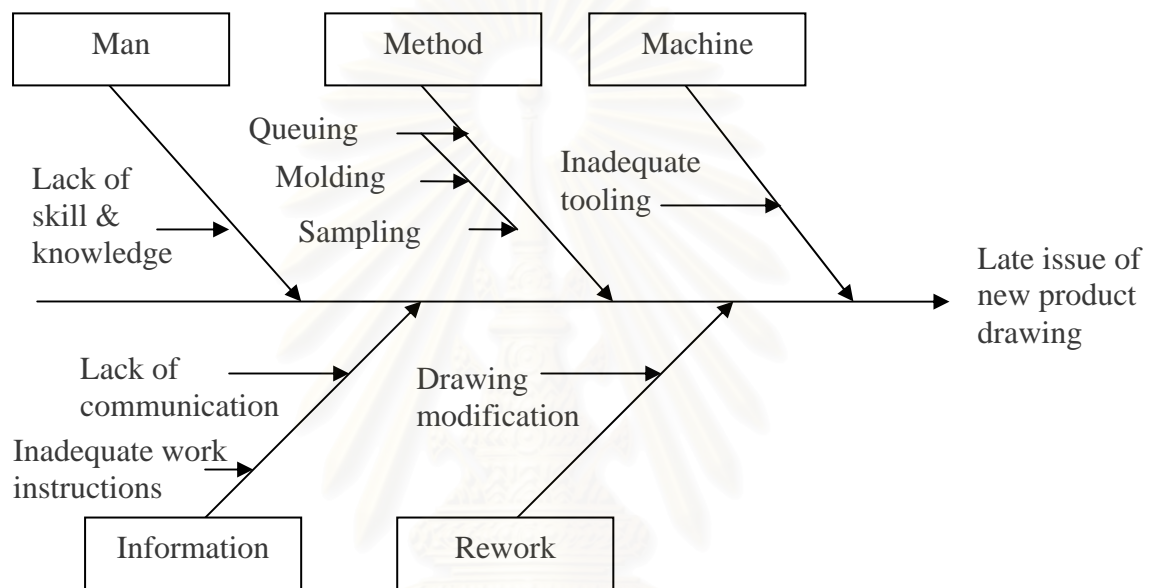 Man
Method
Machine
Queuing
Molding
Sampling
Inadequate
tooling
Lack of
skill &
knowledge
Late issue of
new product
drawing
Lack of
communication
Inadequate work
instructions
Drawing
modification
Information
Rework